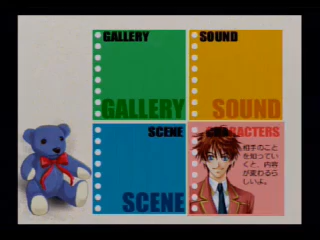 GALLERY
SOUND
GALLERY
SOUND
SCENE
CHARACTERS
相手のこと
を知ってい
くと、内容
が変わるら
しいよ。
SCENE